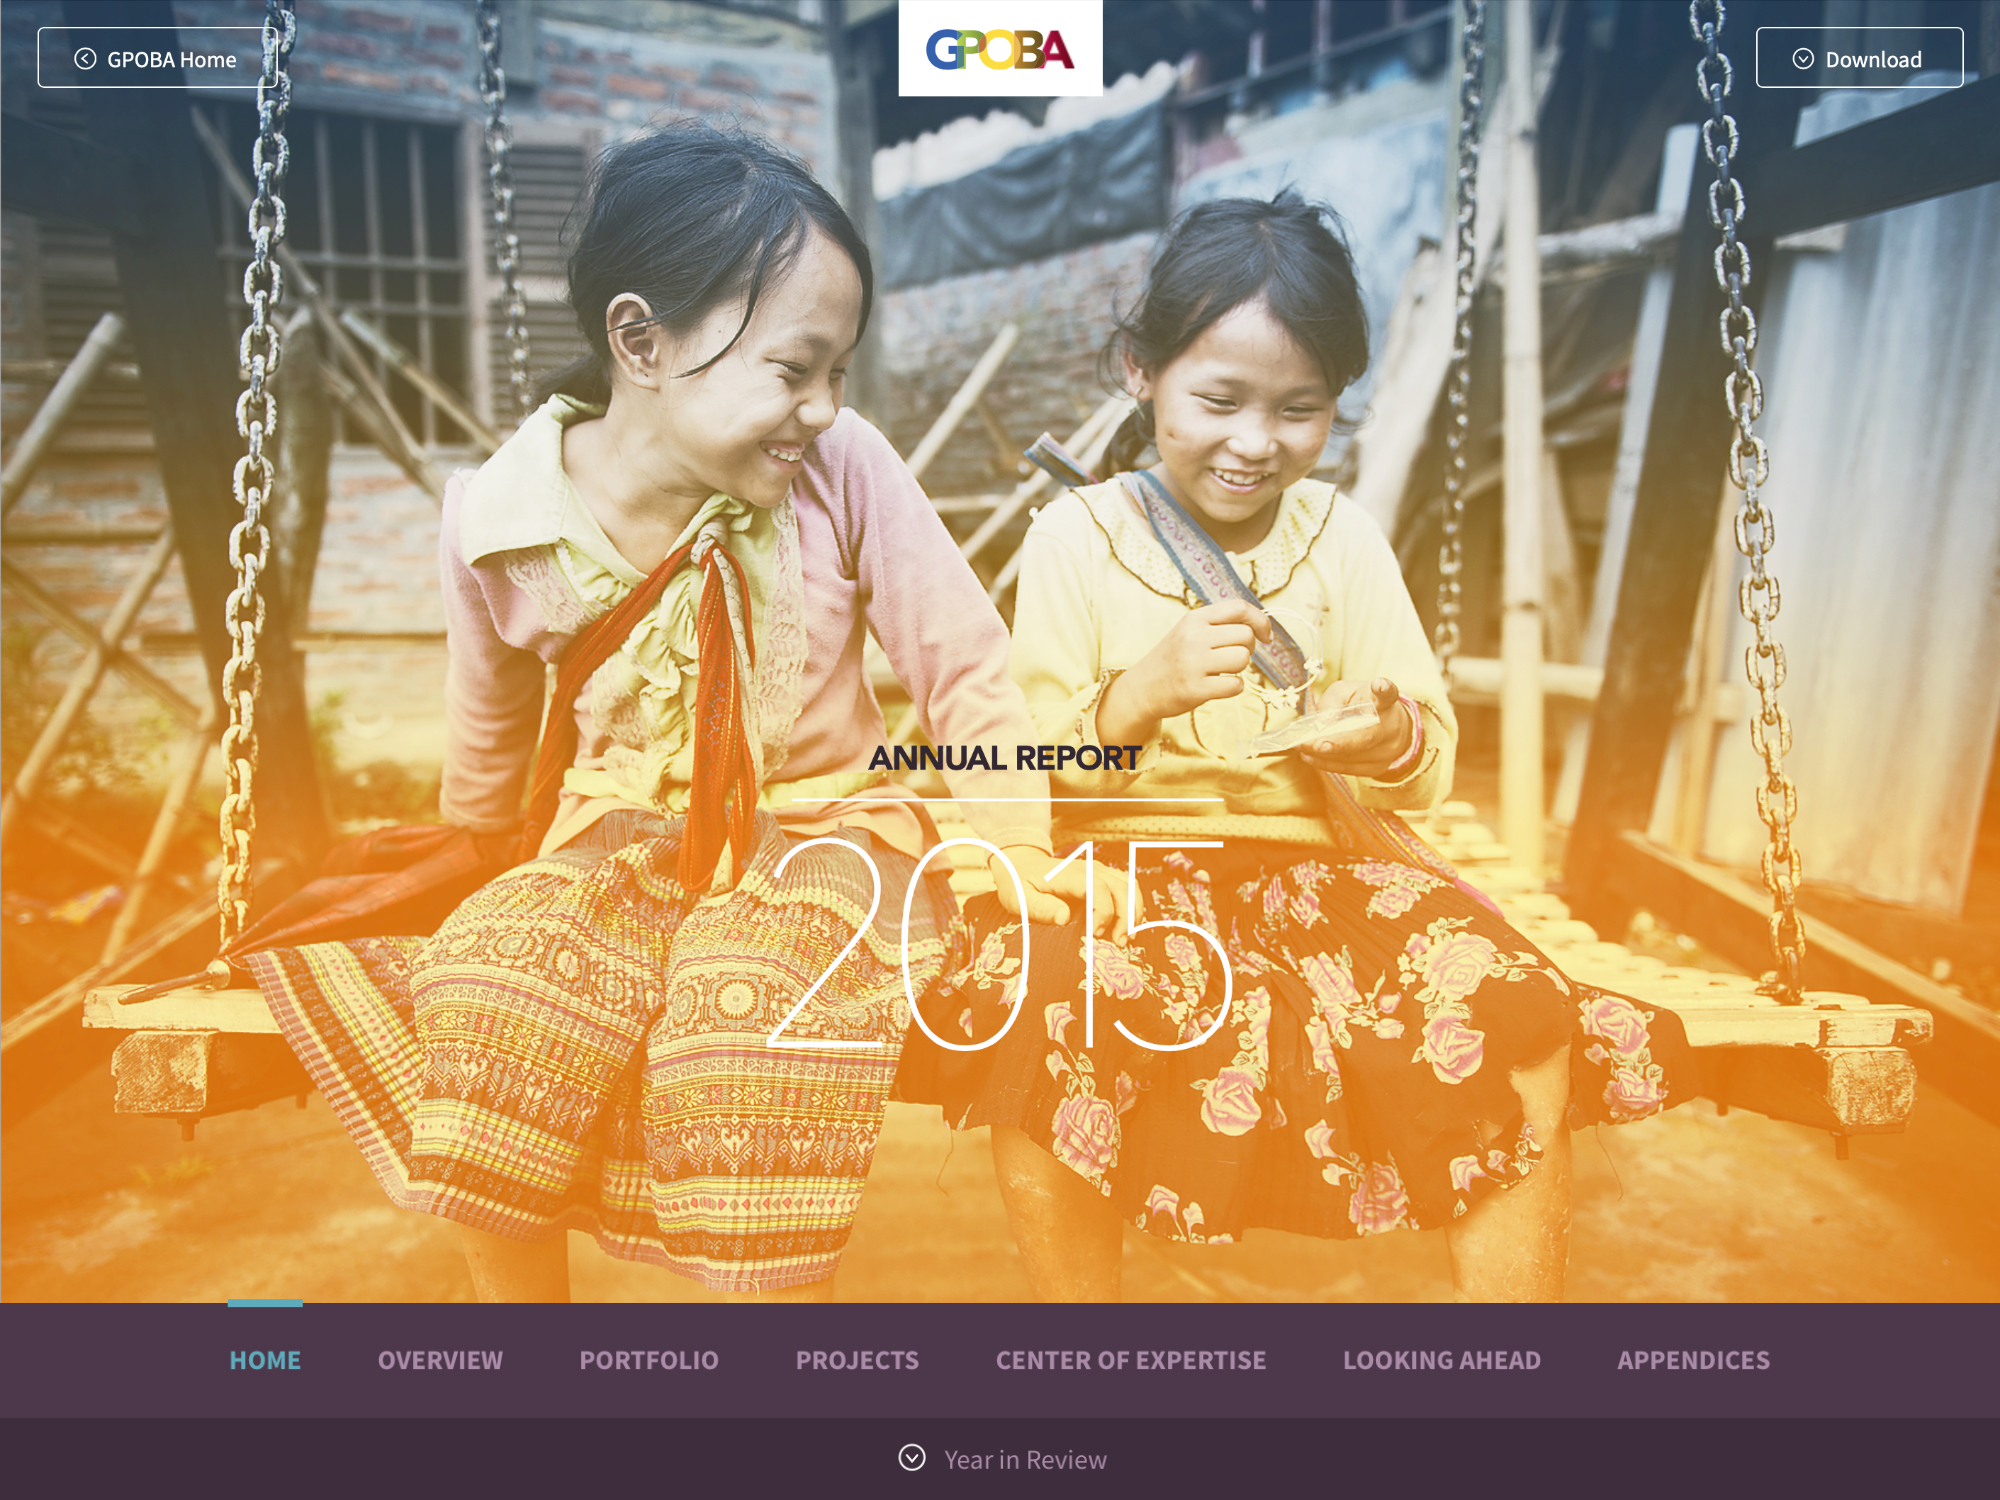 GPOBA Home
GPOBA
Download
ANNUAL REPORT
2015
HOME OVERVIEW PORTFOLIO PROJECTS CENTER OF EXPERTISE LOOKING AHEAD APPENDICES
Year in Review